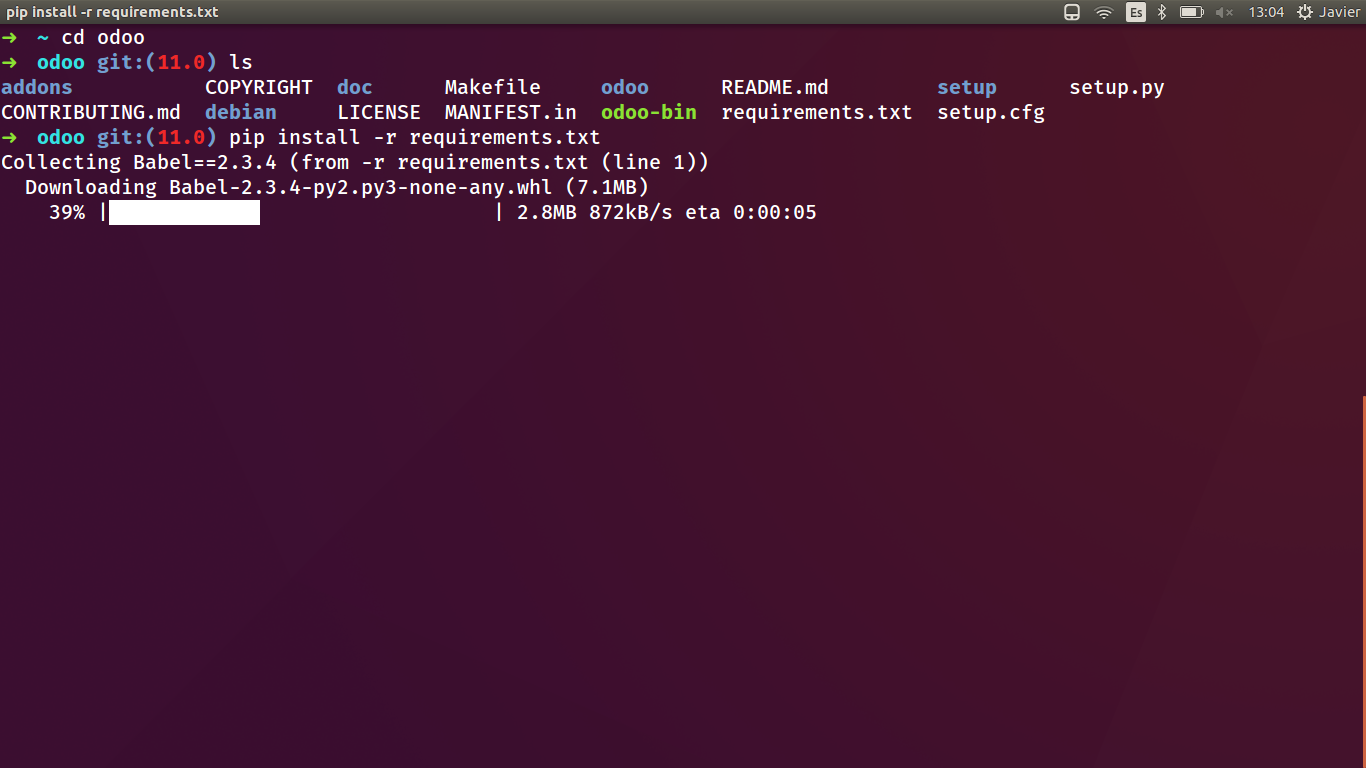 pip install -r requirements.txt Es 13:04 Javier
➜ ~ cd odoo
➜ odoo git:(11.0) ls
addons COPYRIGHT doc Makefile odoo README.md setup setup.py
CONTRIBUTING.md debian LICENSE MANIFEST.in odoo-bin requirements.txt setup.cfg
➜ odoo git:(11.0) pip install -r requirements.txt
Collecting Babel==2.3.4 (from -r requirements.txt (line 1))
Downloading Babel-2.3.4-py2.py3-none-any.whl (7.1MB)
39% | | 2.8MB 872kB/s eta 0:00:05